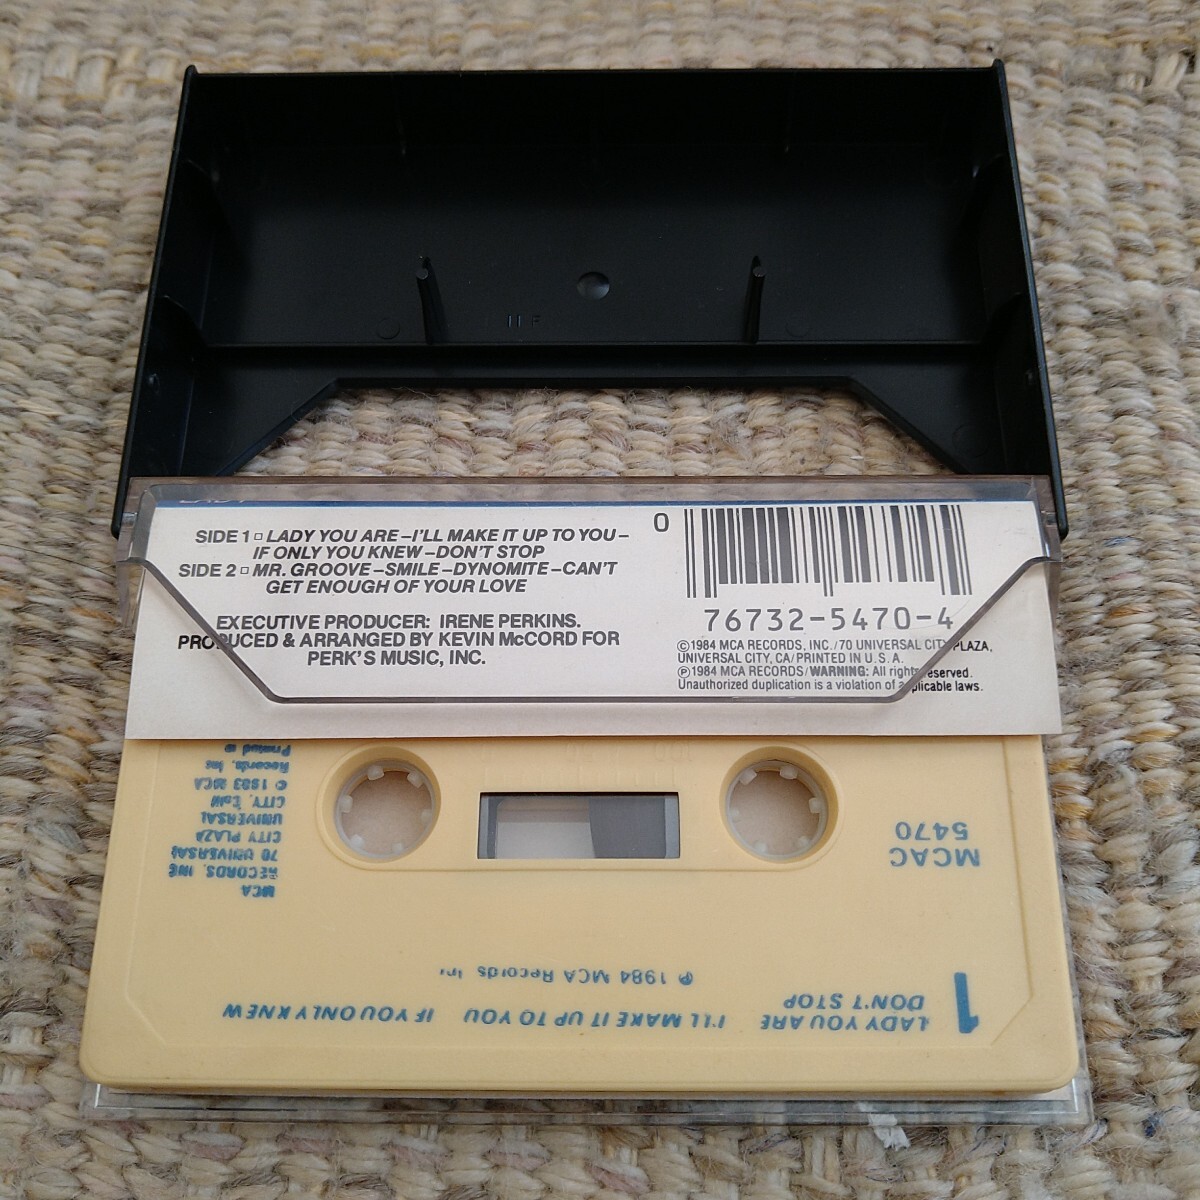 SIDE 1 ▫ LADY YOU ARE –I'LL MAKE IT UP TO YOU –
IF ONLY YOU KNEW –DON'T STOP
SIDE 2 ▫ MR. GROOVE –SMILE –DYNOMITE –CAN'T
GET ENOUGH OF YOUR LOVE
EXECUTIVE PRODUCER: IRENE PERKINS.
PRODUCED & ARRANGED BY KEVIN McCORD FOR
PERK'S MUSIC, INC.
0
76732-5470-4
©1984 MCA RECORDS, INC./70 UNIVERSAL CITY PLAZA,
UNIVERSAL CITY, CA/PRINTED IN U.S.A.
℗1984 MCA RECORDS/WARNING: All rights reserved.
Unauthorized duplication is a violation of applicable laws.
1
LADY YOU ARE I'LL MAKE IT UP TO YOU IF YOU ONLY KNEW
DON'T STOP
℗ 1984 MCA Records Inc
MCAC
5470
MCA
RECORDS, INC
70 UNIVERSAL
CITY PLAZA
UNIVERSAL
CITY,
© 1983 MCA
Records, Inc
Printed